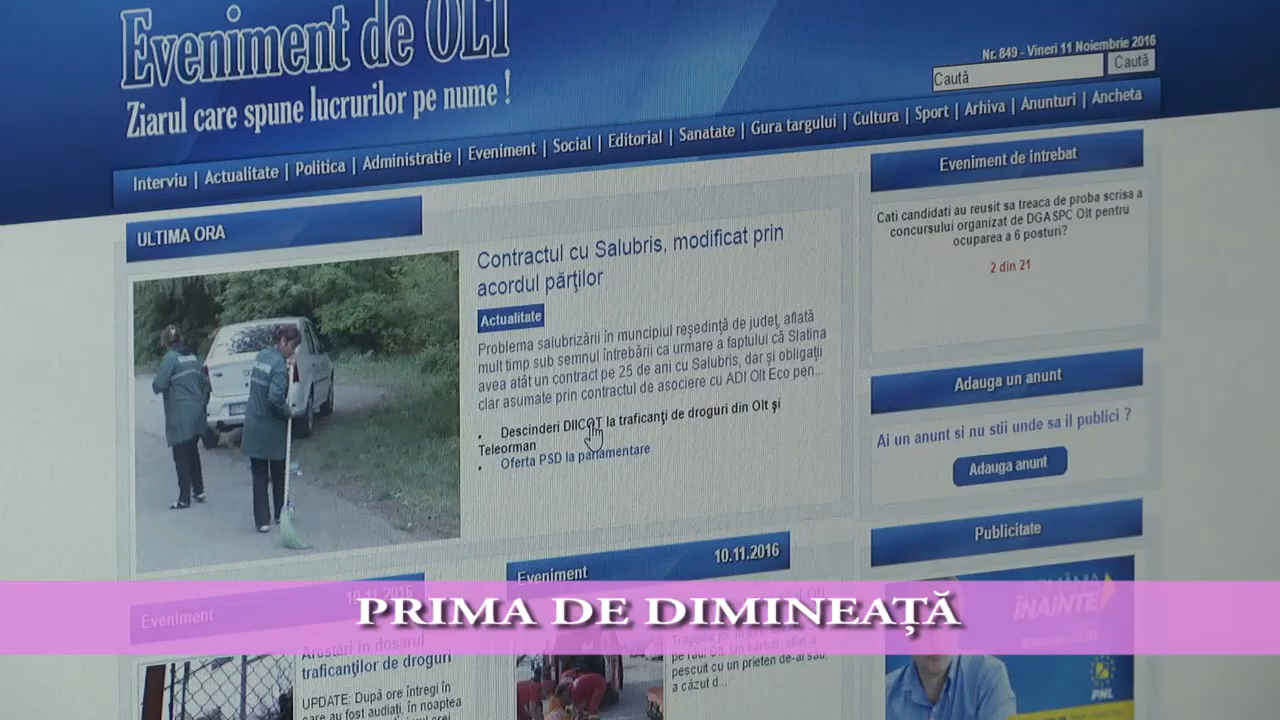 Eveniment de OLT
Ziarul care spune lucrurilor pe nume !
Nr. 849 - Vineri 11 Noiembrie 2016
Caută
Caută
Interviu | Actualitate | Politica | Administratie | Eveniment | Social | Editorial | Sanatate | Gura targului | Cultura | Sport | Arhiva | Anunturi | Ancheta
ULTIMA ORA
Contractul cu Salubris, modificat prin
acordul părţilor
Actualitate
Problema salubrizării în muncipiul reşedinţă de judeţ, aflată
mult timp sub semnul întrebării ca urmare a faptului că Slatina
avea atât un contract pe 25 de ani cu Salubris, dar şi obligaţii
clar asumate prin contractul de asociere cu ADI Olt Eco pen...
• Descinderi DIICOT la traficanţi de droguri din Olt şi
Teleorman
• Oferta PSD la parlamentare
Eveniment de intrebat
Cati candidati au reusit sa treaca de proba scrisa a
concursului organizat de DGASPC Olt pentru
ocuparea a 6 posturi?
2 din 21
Adauga un anunt
Ai un anunt si nu stii unde sa il publici ?
Adauga anunt
Publicitate
Eveniment 10.11.2016
Arestări în dosarul
traficanţilor de droguri
UPDATE: După ore întregi în
care au fost audiaţi, în noaptea
Eveniment 10.11.2016
pe râul Olt. Un bărbat, aflat la
pescuit cu un prieten de-al său,
a căzut d...
ÎNAINTE
PNL
PRIMA DE DIMINEAȚĂ